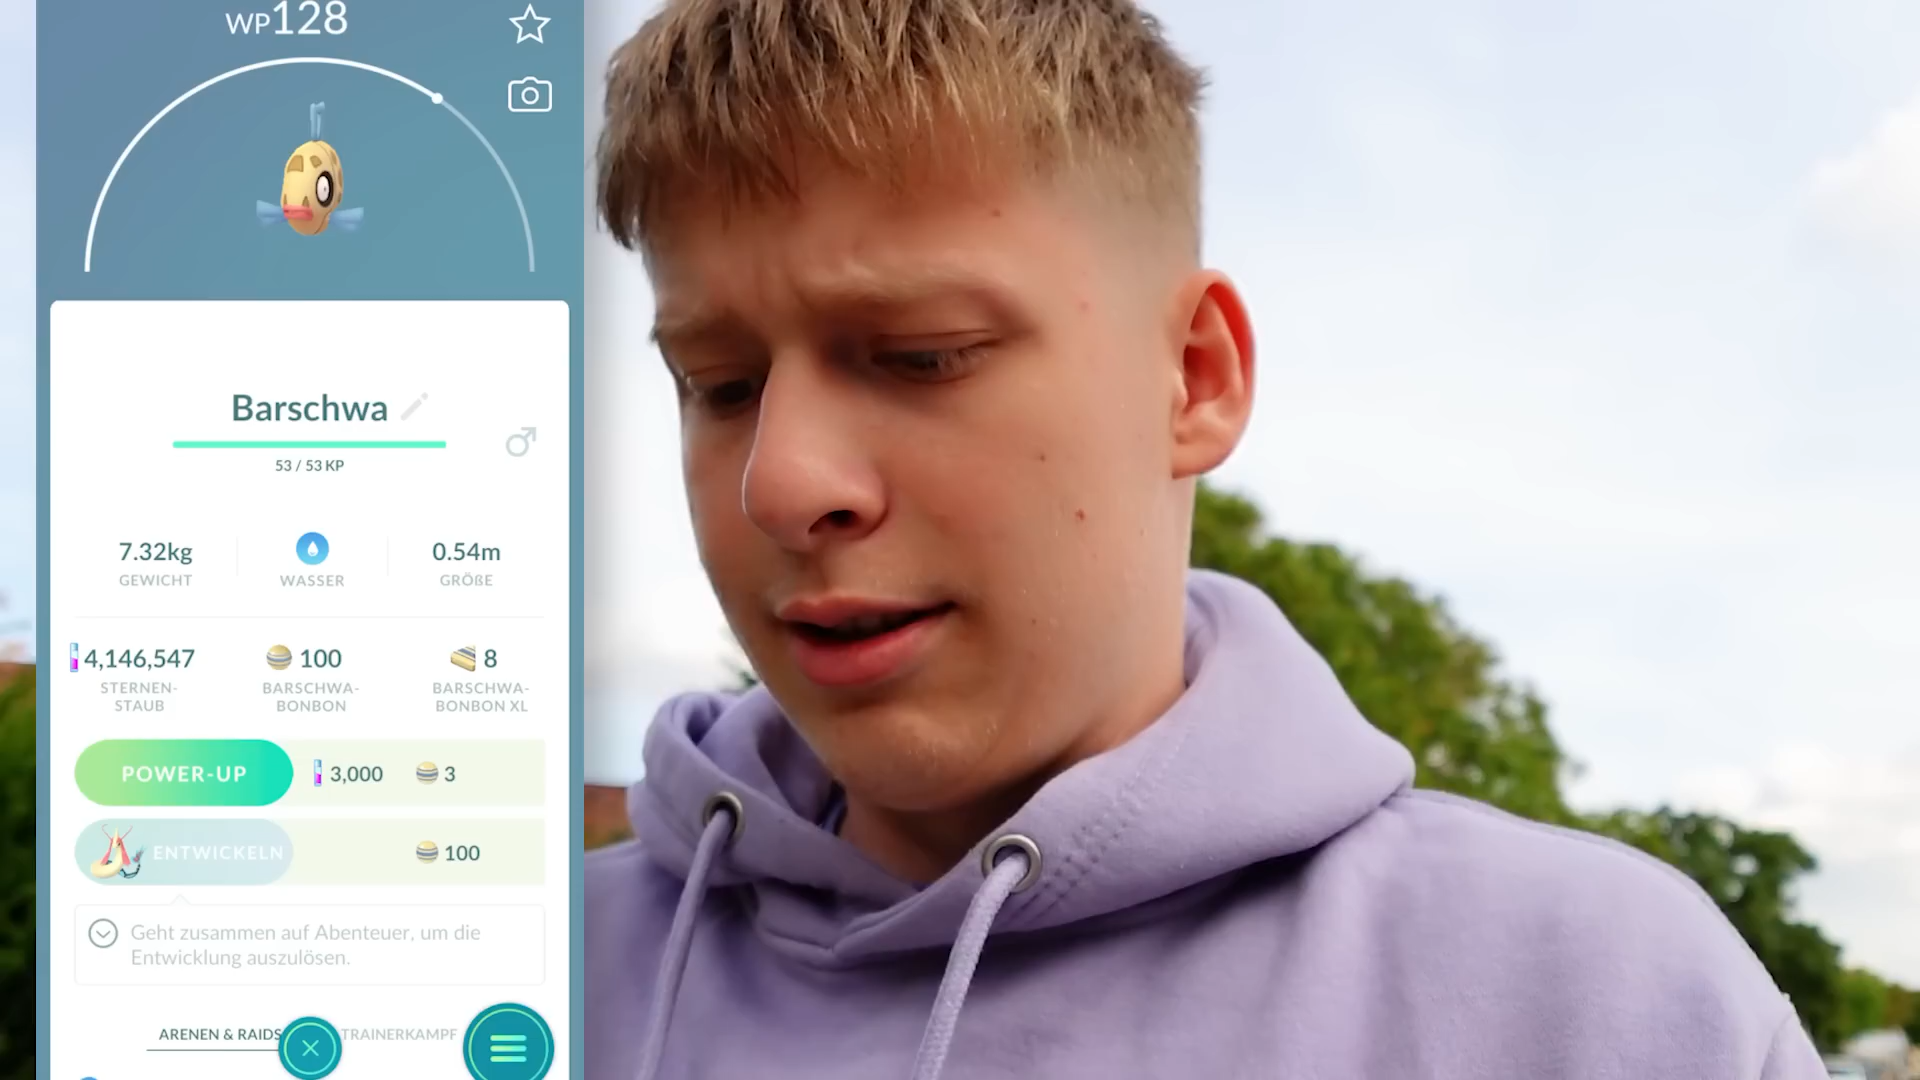 WP128
Barschwa
53 / 53 KP
7.32kg
GEWICHT
WASSER
0.54m
GRÖßE
4,146,547
STERNEN-
STAUB
100
BARSCHWA-
BONBON
8
BARSCHWA-
BONBON XL
POWER-UP
3,000
3
ENTWICKELN
100
Geht zusammen auf Abenteuer, um die
Entwicklung auszulösen.
ARENEN & RAIDS
TRAINERKAMPF